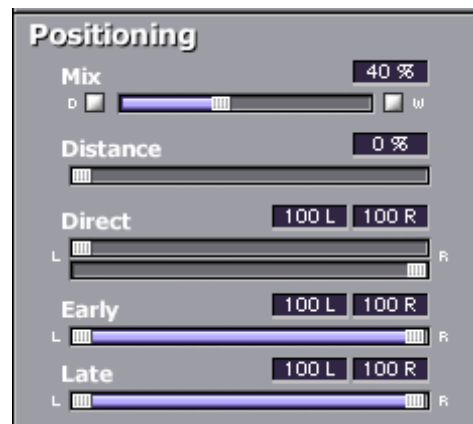 Positioning
Mix 40 %
D W
Distance 0 %
Direct 100 L 100 R
L R
Early 100 L 100 R
L R
Late 100 L 100 R
L R